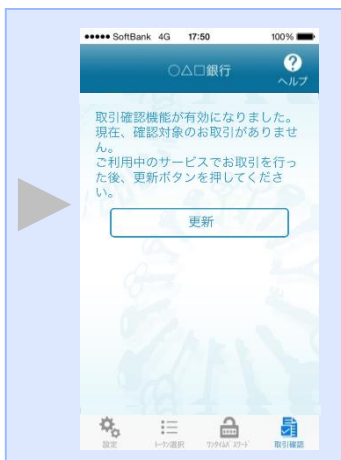 SoftBank 4G 17:50 100%
○△□銀行
?
ヘルプ
取引確認機能が有効になりました。
現在、確認対象のお取引がありませ
ん。
ご利用中のサービスでお取引を行っ
た後、更新ボタンを押してくださ
い。
更新
設定 トークン選択 ワンタイムパスワード 取引確認